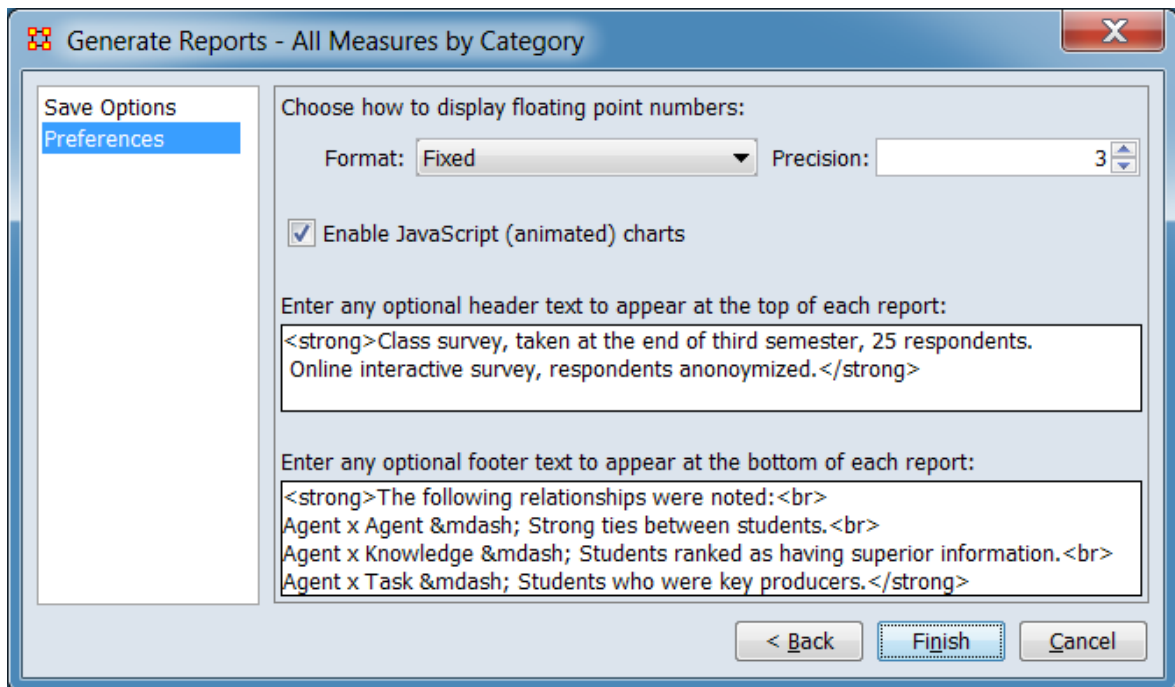 Generate Reports - All Measures by Category
Save Options
Preferences
Choose how to display floating point numbers:
Format: Fixed Precision: 3
Enable JavaScript (animated) charts
Enter any optional header text to appear at the top of each report:
<strong>Class survey, taken at the end of third semester, 25 respondents.
Online interactive survey, respondents anonoymized.</strong>
Enter any optional footer text to appear at the bottom of each report:
<strong>The following relationships were noted:<br>
Agent x Agent &mdash; Strong ties between students.<br>
Agent x Knowledge &mdash; Students ranked as having superior information.<br>
Agent x Task &mdash; Students who were key producers.</strong>
< Back Finish Cancel